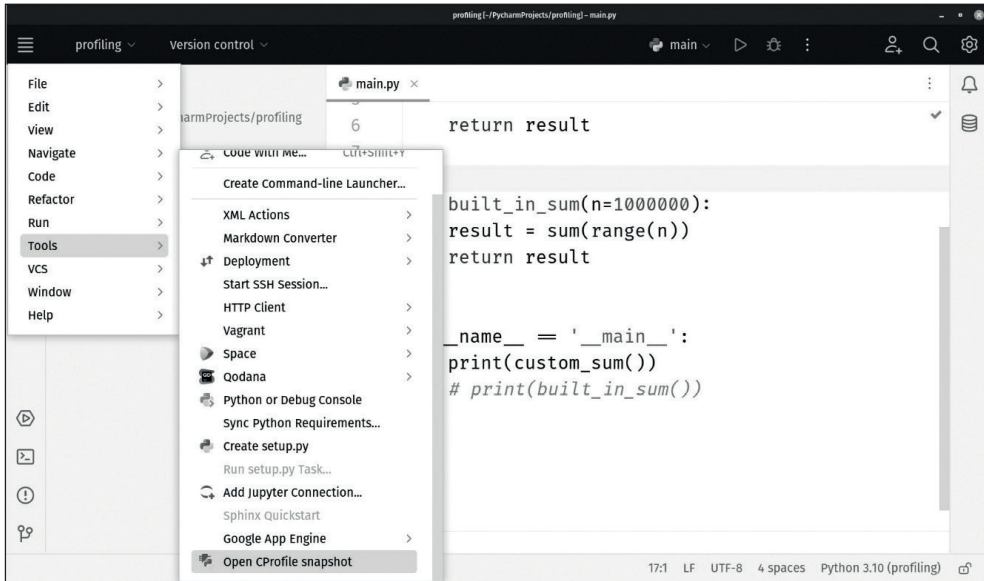 profiling [~/PycharmProjects/profiling] – main.py
profiling
Version control
main
File
Edit
View
Navigate
Code
Refactor
Run
Tools
VCS
Window
Help
armProjects/profiling
Code With Me...
Ctrl+Shift+Y
Create Command-line Launcher...
XML Actions
Markdown Converter
Deployment
Start SSH Session...
HTTP Client
Vagrant
Space
Qodana
Python or Debug Console
Sync Python Requirements...
Create setup.py
Run setup.py Task...
Add Jupyter Connection...
Sphinx Quickstart
Google App Engine
Open CProfile snapshot
main.py
6 return result
built_in_sum(n=1000000):
result = sum(range(n))
return result
_name__ == '__main__':
print(custom_sum())
# print(built_in_sum())
17:1 LF UTF-8 4 spaces Python 3.10 (profiling)